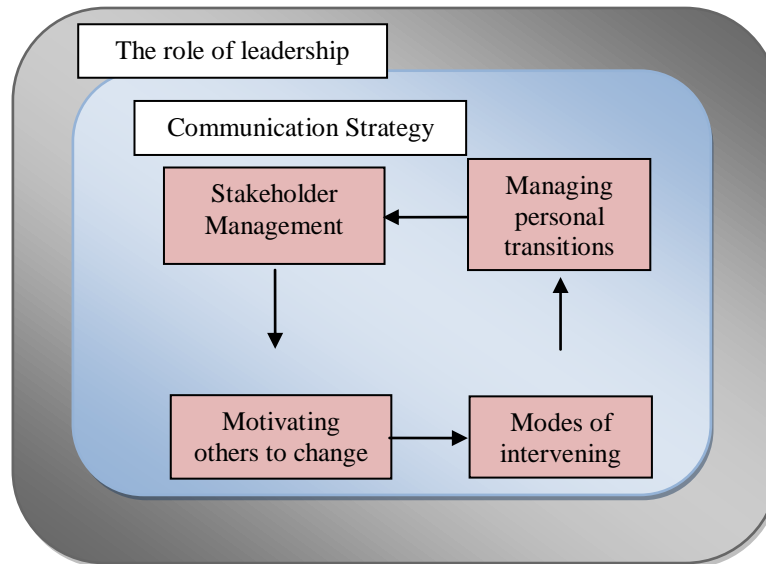 The role of leadership
Communication Strategy
Stakeholder
Management
Managing
personal
transitions
Motivating
others to change
Modes of
intervening